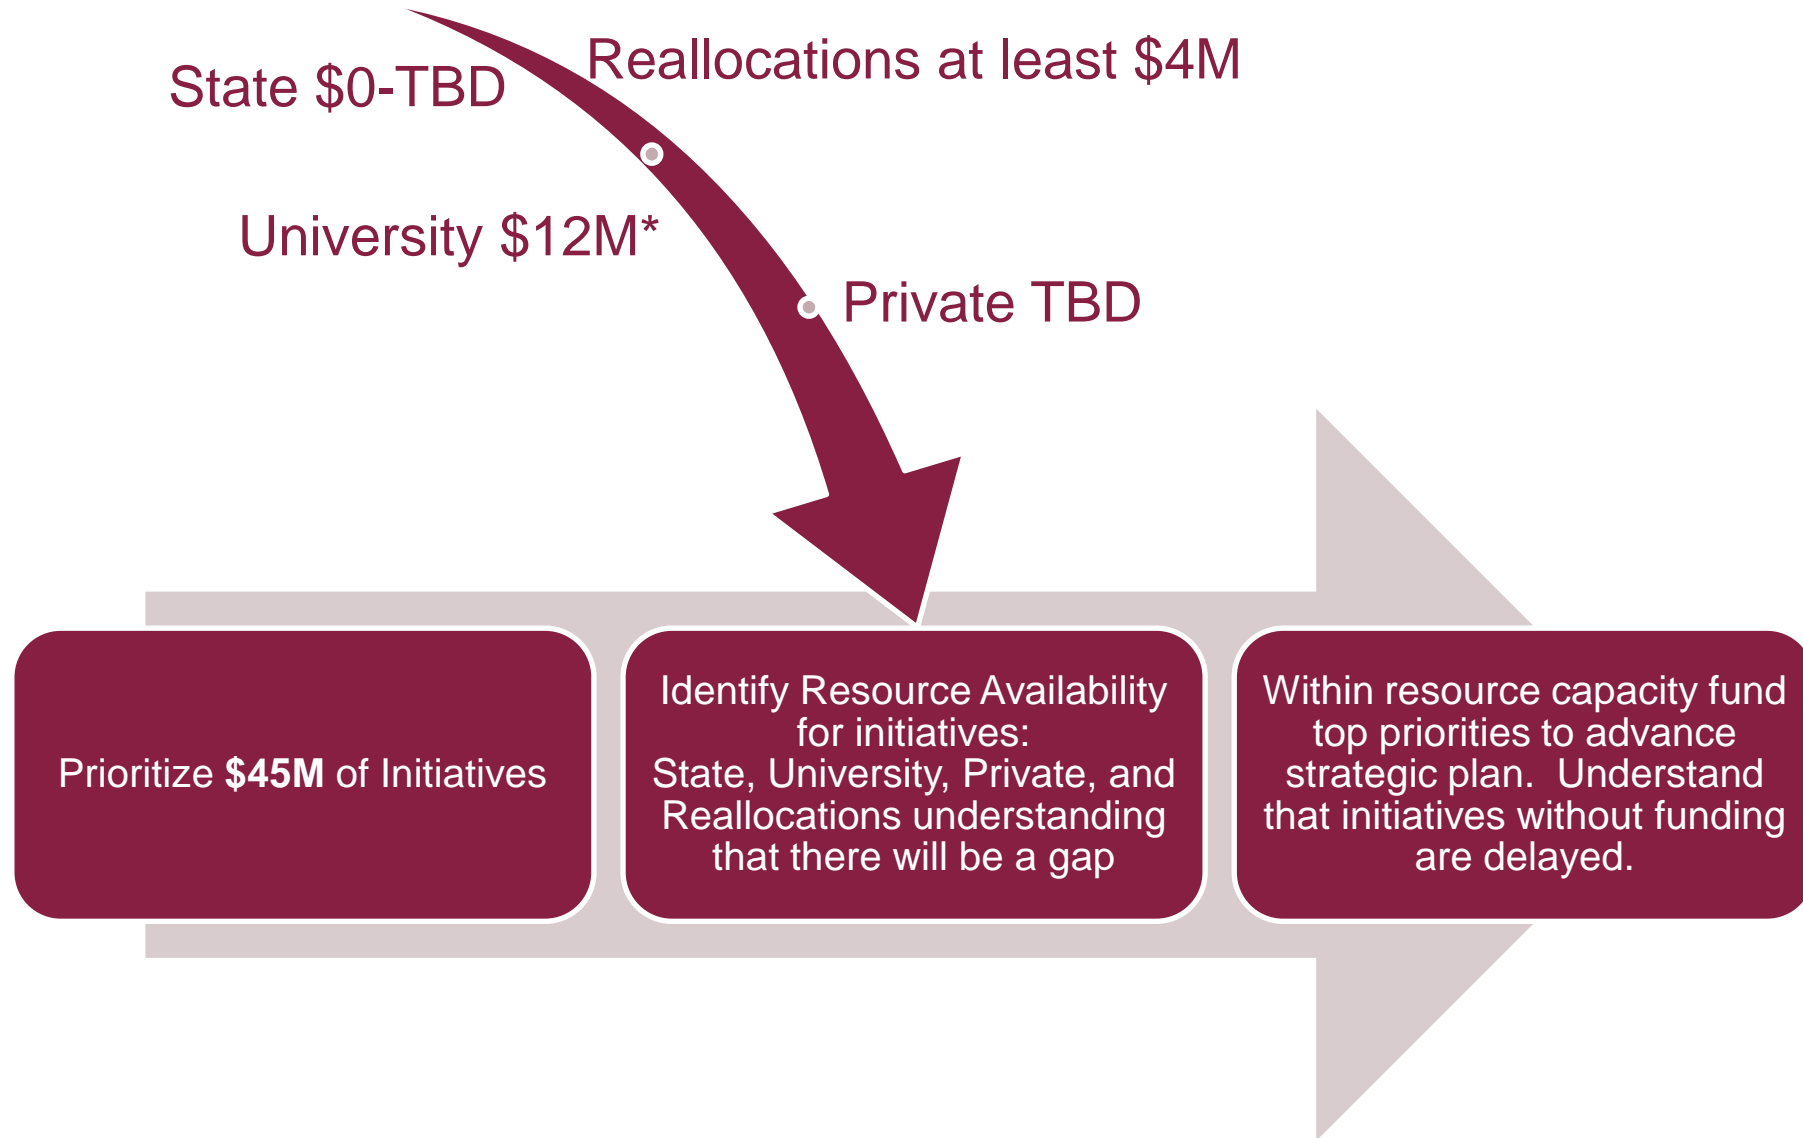 Reallocations at least $4M
State $0-TBD
University $12M*
Private TBD
Prioritize $45M of Initiatives
Identify Resource Availability
for initiatives:
State, University, Private, and
Reallocations understanding
that there will be a gap
Within resource capacity fund
top priorities to advance
strategic plan.  Understand
that initiatives without funding
are delayed.